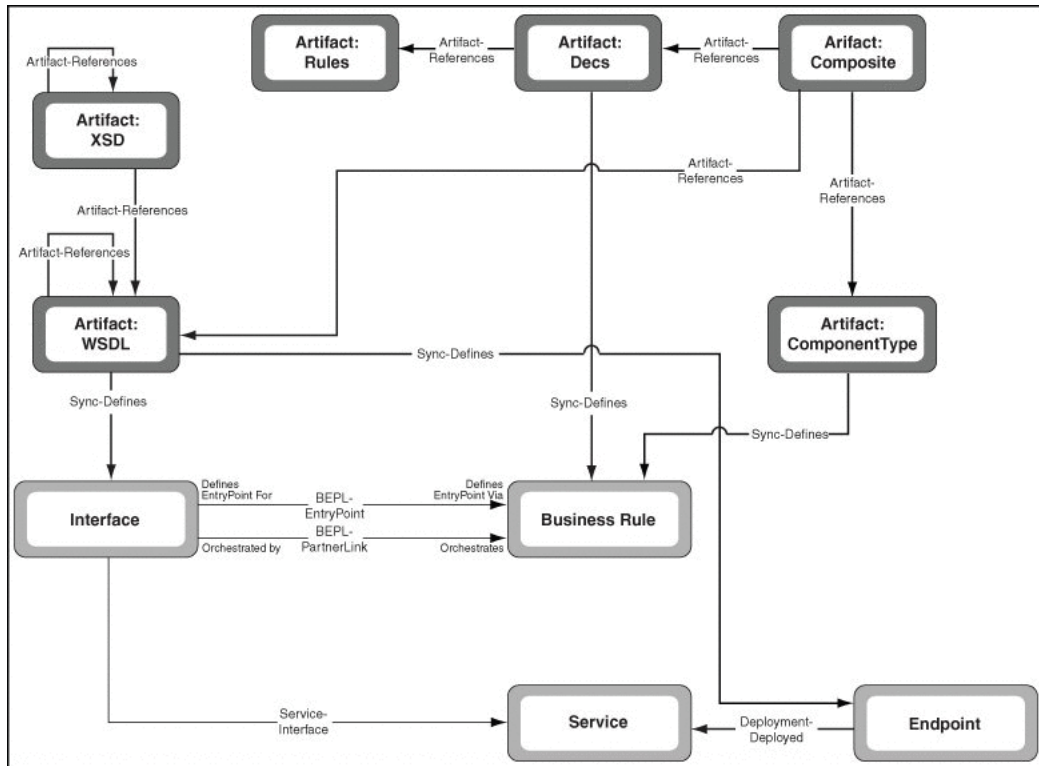 Artifact:
Rules
Artifact-
References
Artifact:
Decs
Artifact-
References
Arifact:
Composite
Artifact-References
Artifact:
XSD
Artifact-
References
Artifact-
References
Artifact-References
Artifact-References
Artifact:
WSDL
Artifact:
ComponentType
Sync-Defines
Sync-Defines
Sync-Defines
Sync-Defines
Interface
Defines
EntryPoint For
BEPL-
EntryPoint
Defines
EntryPoint Via
Orchestrated by
BEPL-
PartnerLink
Orchestrates
Business Rule
Service-
Interface
Service
Deployment-
Deployed
Endpoint